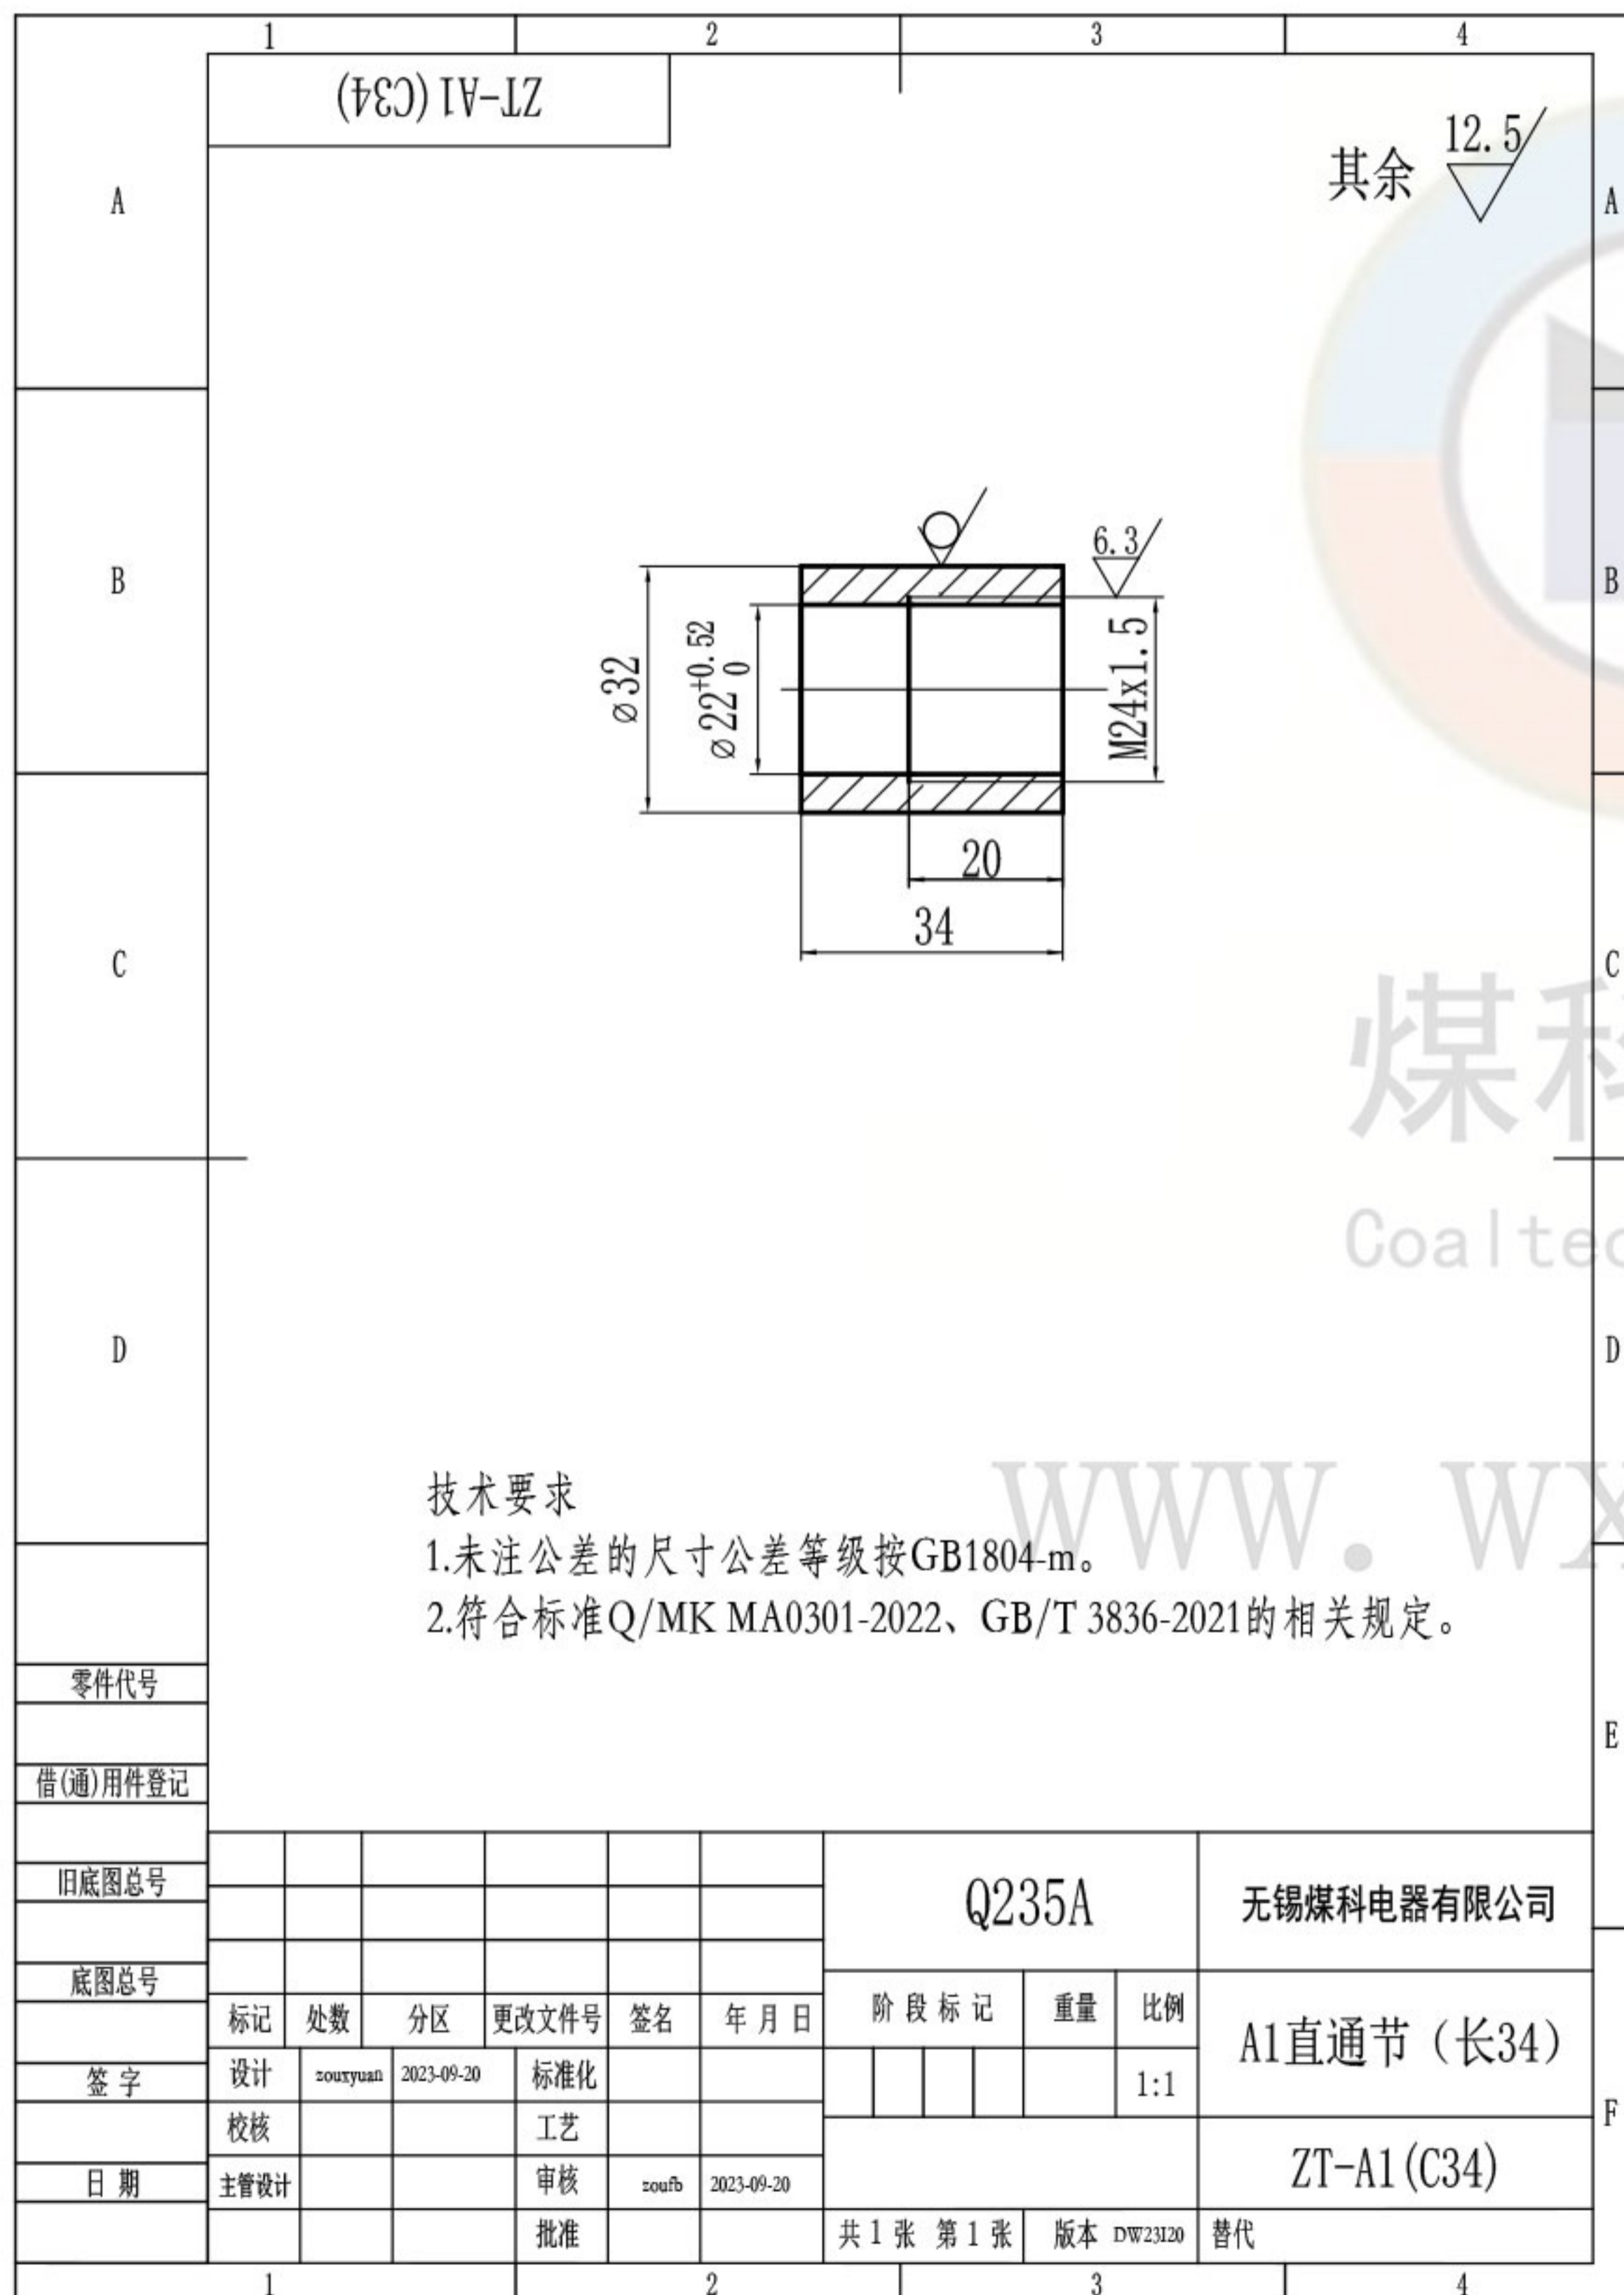 1 2 3 4
ZT-A1(C34)
其余 12.5
A A
B B
6.3
⌀32
⌀22 +0.52 0
M24x1.5
20
34
C C
煤科
Coaltec
D D
www.wx
技术要求
1.未注公差的尺寸公差等级按GB1804-m。
2.符合标准Q/MK MA0301-2022、GB/T 3836-2021的相关规定。
零件代号
E
借(通)用件登记
旧底图总号
底图总号
签字
日期
F
Q235A
无锡煤科电器有限公司
标记 处数 分区 更改文件号 签名 年月日
阶段标记 重量 比例
A1直通节（长34）
设计 zouxyuan 2023-09-20 标准化
1:1
校核 工艺
ZT-A1(C34)
主管设计 审核 zoufb 2023-09-20
批准
共1张 第1张 版本 DW23I20 替代
1 2 3 4